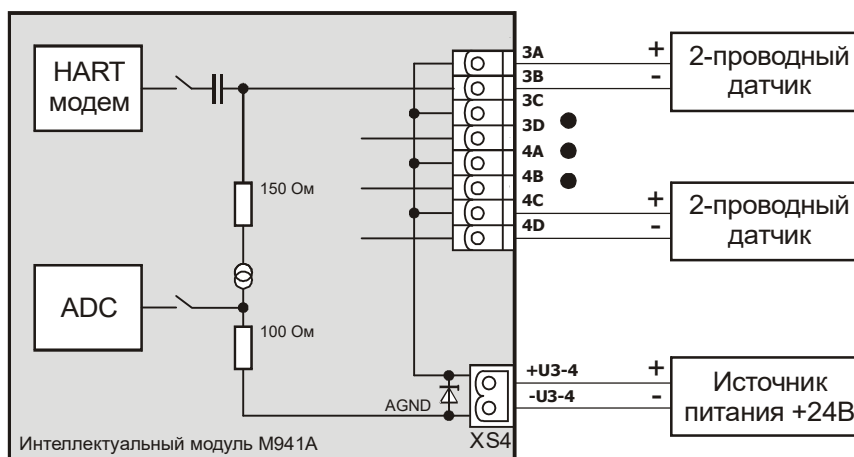 HART
модем
150 Ом
ADC
100 Ом
AGND
XS4
Интеллектуальный модуль M941A
3A
3B
3C
3D
4A
4B
4C
4D
+U3-4
-U3-4
+
-
2-проводный
датчик
+
-
2-проводный
датчик
+
-
Источник
питания +24В